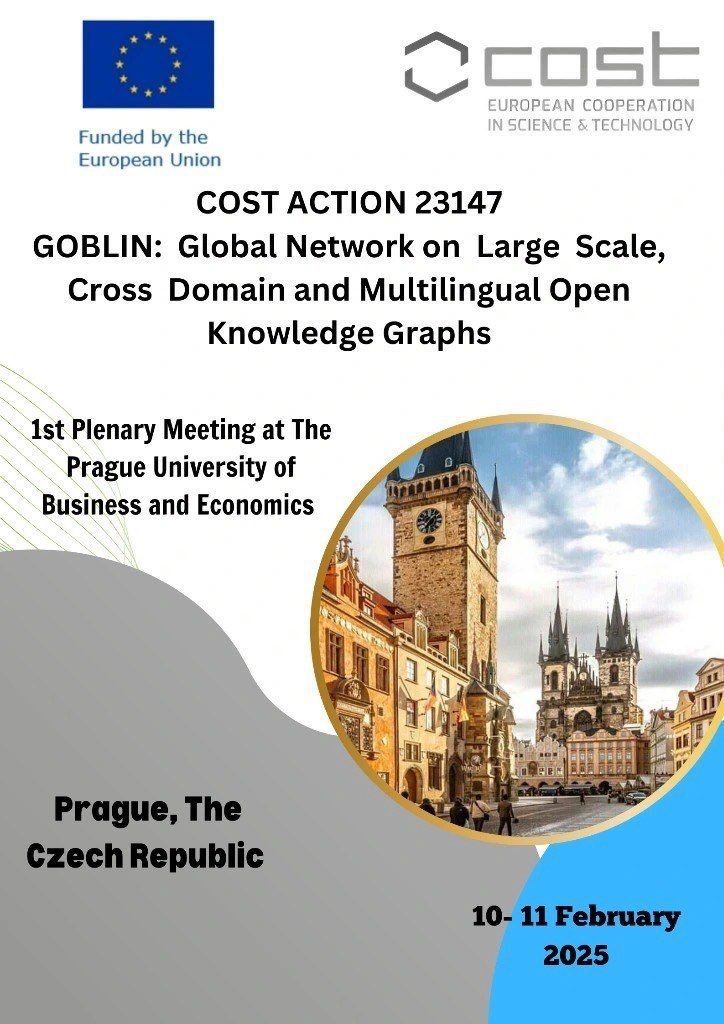 Funded by the
European Union
cost
EUROPEAN COOPERATION
IN SCIENCE & TECHNOLOGY
COST ACTION 23147
GOBLIN: Global Network on Large Scale,
Cross Domain and Multilingual Open
Knowledge Graphs
1st Plenary Meeting at The
Prague University of
Business and Economics
Prague, The
Czech Republic
10- 11 February
2025